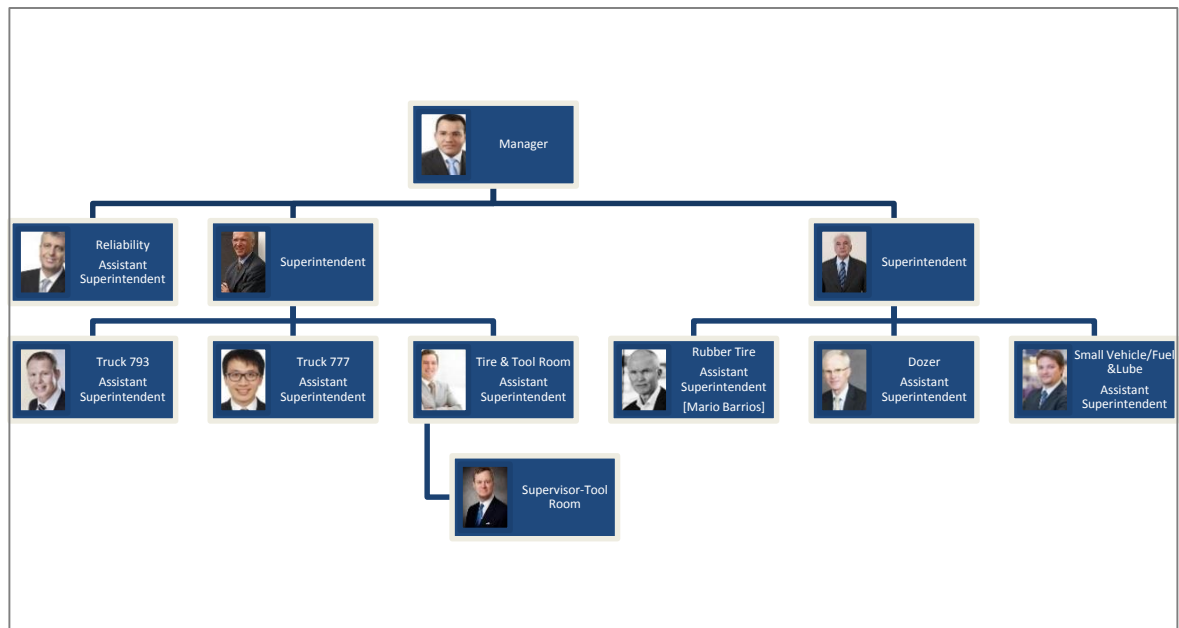 Manager
Reliability
Assistant
Superintendent
Superintendent
Superintendent
Truck 793
Assistant
Superintendent
Truck 777
Assistant
Superintendent
Tire & Tool Room
Assistant
Superintendent
Rubber Tire
Assistant
Superintendent
[Mario Barrios]
Dozer
Assistant
Superintendent
Small Vehicle/Fuel
&Lube
Assistant
Superintendent
Supervisor-Tool
Room